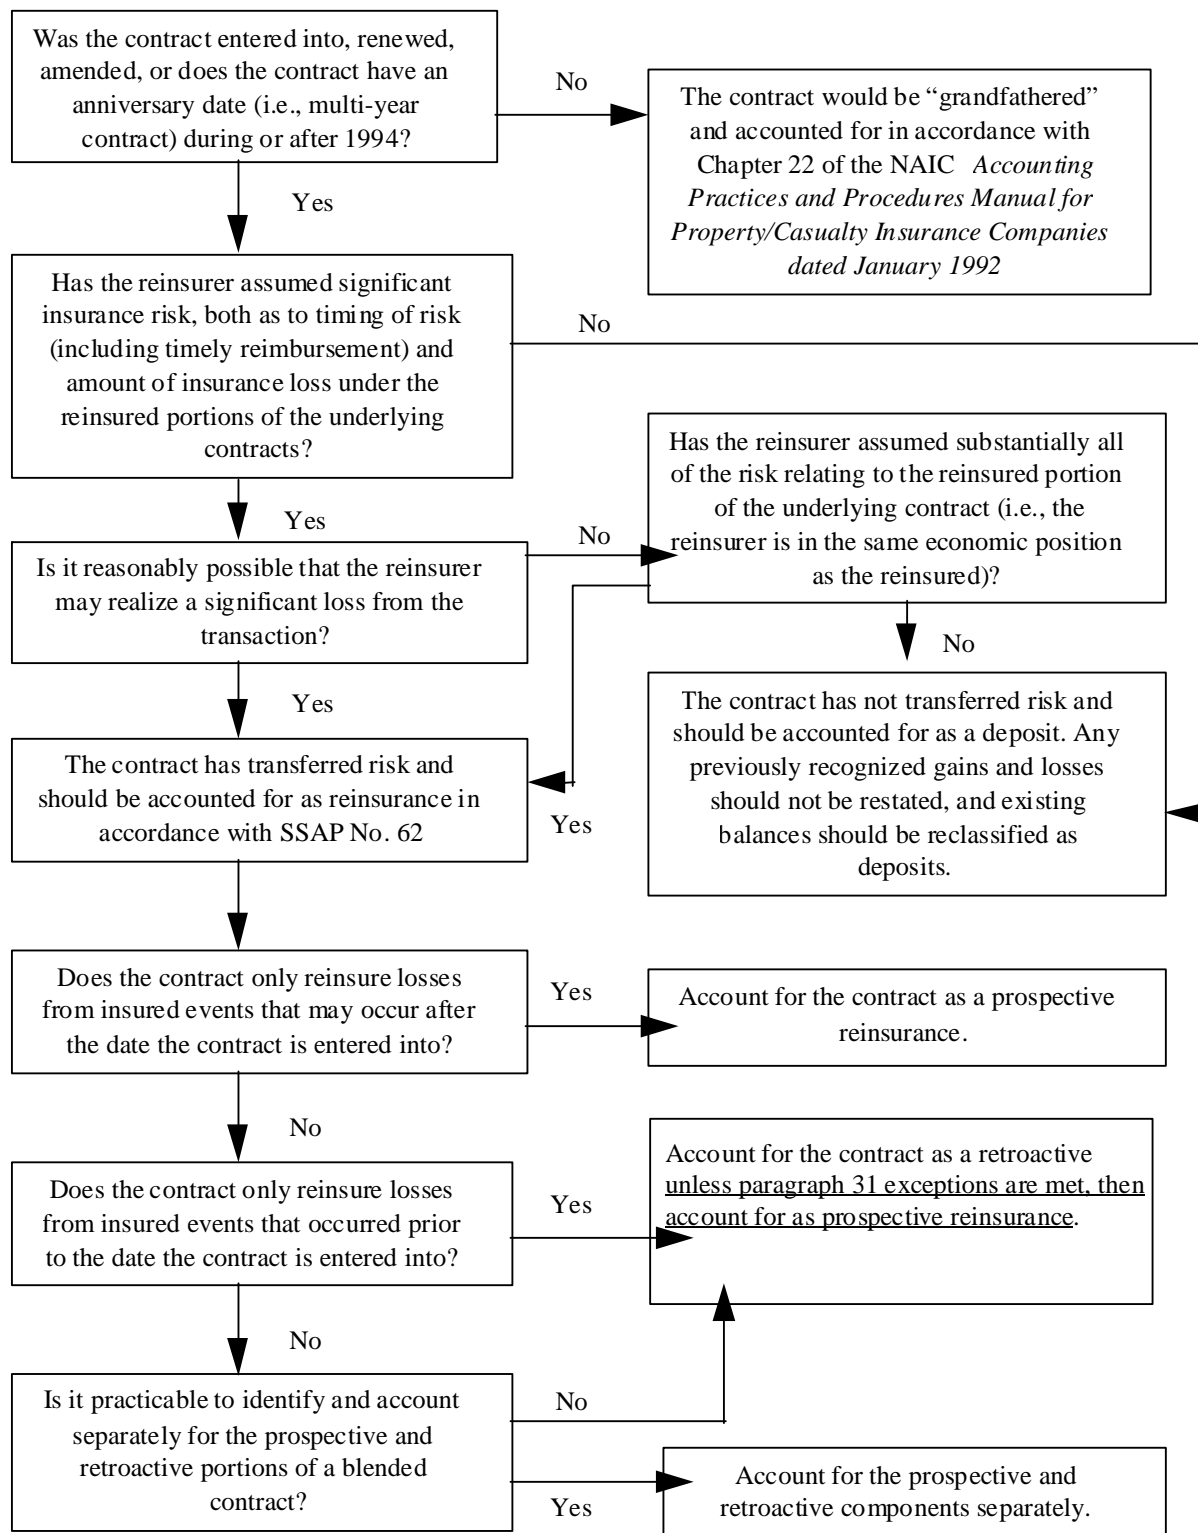 Was the contract entered into, renewed,
amended, or does the contract have an
anniversary date (i.e., multi-year
contract) during or after 1994?
No
The contract would be “grandfathered”
and accounted for in accordance with
Chapter 22 of the NAIC Accounting
Practices and Procedures Manual for
Property/Casualty Insurance Companies
dated January 1992
Yes
Has the reinsurer assumed significant
insurance risk, both as to timing of risk
(including timely reimbursement) and
amount of insurance loss under the
reinsured portions of the underlying
contracts?
No
Has the reinsurer assumed substantially all
of the risk relating to the reinsured portion
of the underlying contract (i.e., the
reinsurer is in the same economic position
as the reinsured)?
Yes
No
Is it reasonably possible that the reinsurer
may realize a significant loss from the
transaction?
No
Yes
The contract has not transferred risk and
should be accounted for as a deposit. Any
previously recognized gains and losses
should not be restated, and existing
balances should be reclassified as
deposits.
The contract has transferred risk and
should be accounted for as reinsurance in
accordance with SSAP No. 62
Yes
Does the contract only reinsure losses
from insured events that may occur after
the date the contract is entered into?
Yes
Account for the contract as a prospective
reinsurance.
No
Does the contract only reinsure losses
from insured events that occurred prior
to the date the contract is entered into?
Yes
Account for the contract as a retroactive
unless paragraph 31 exceptions are met, then
account for as prospective reinsurance.
No
Is it practicable to identify and account
separately for the prospective and
retroactive portions of a blended
contract?
No
Yes
Account for the prospective and
retroactive components separately.